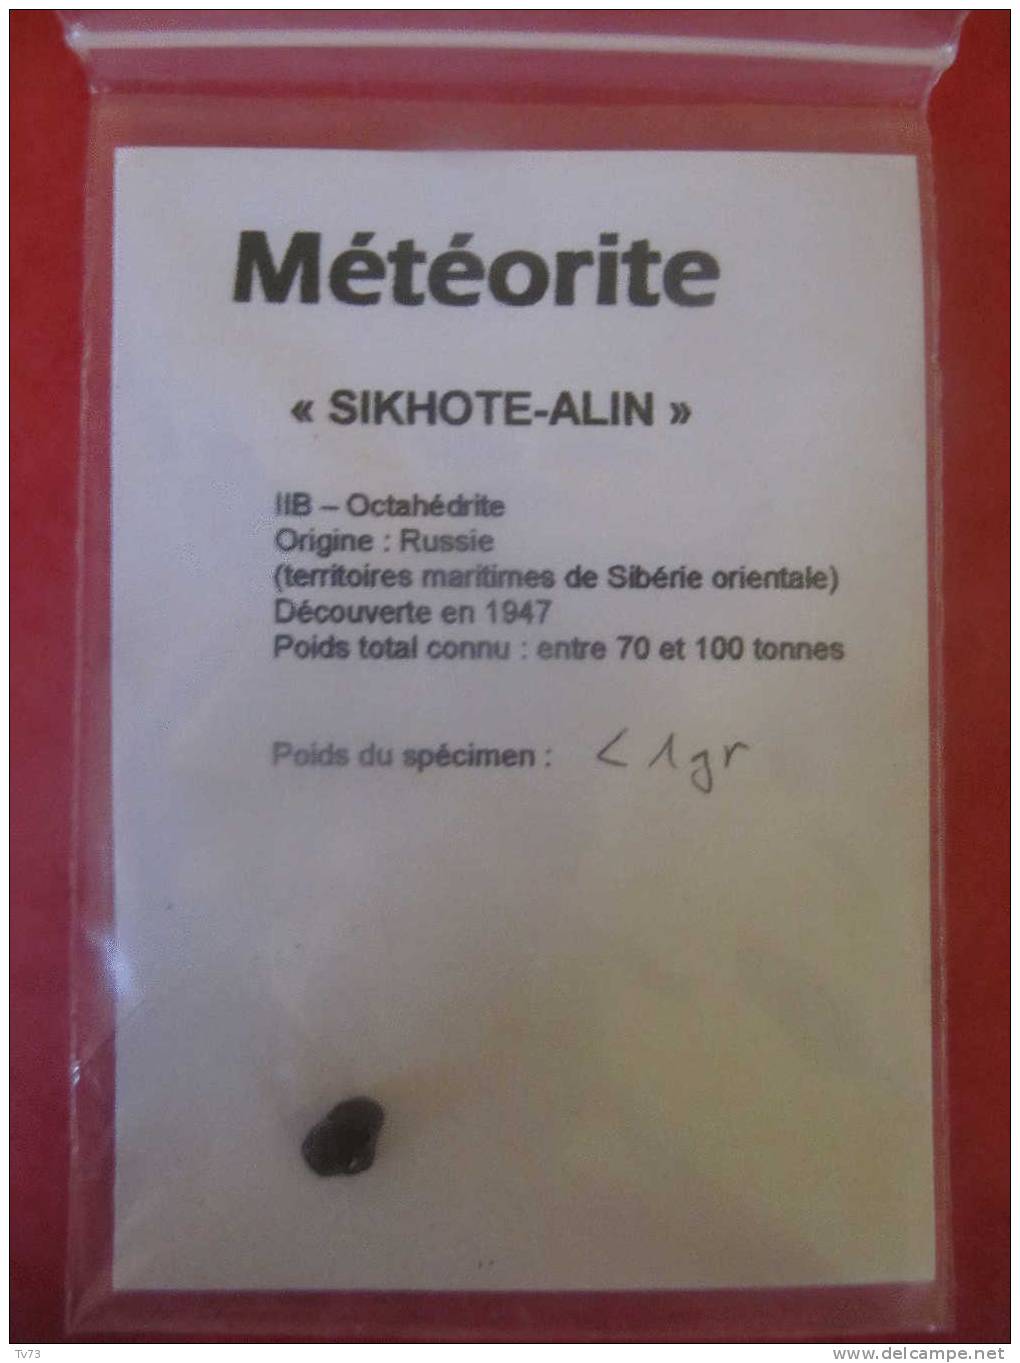 Météorite
« SIKHOTE-ALIN »
IIB – Octahédrite
Origine : Russie
(territoires maritimes de Sibérie orientale)
Découverte en 1947
Poids total connu : entre 70 et 100 tonnes
Poids du spécimen : < 1gr
Tv73
www.delcampe.net